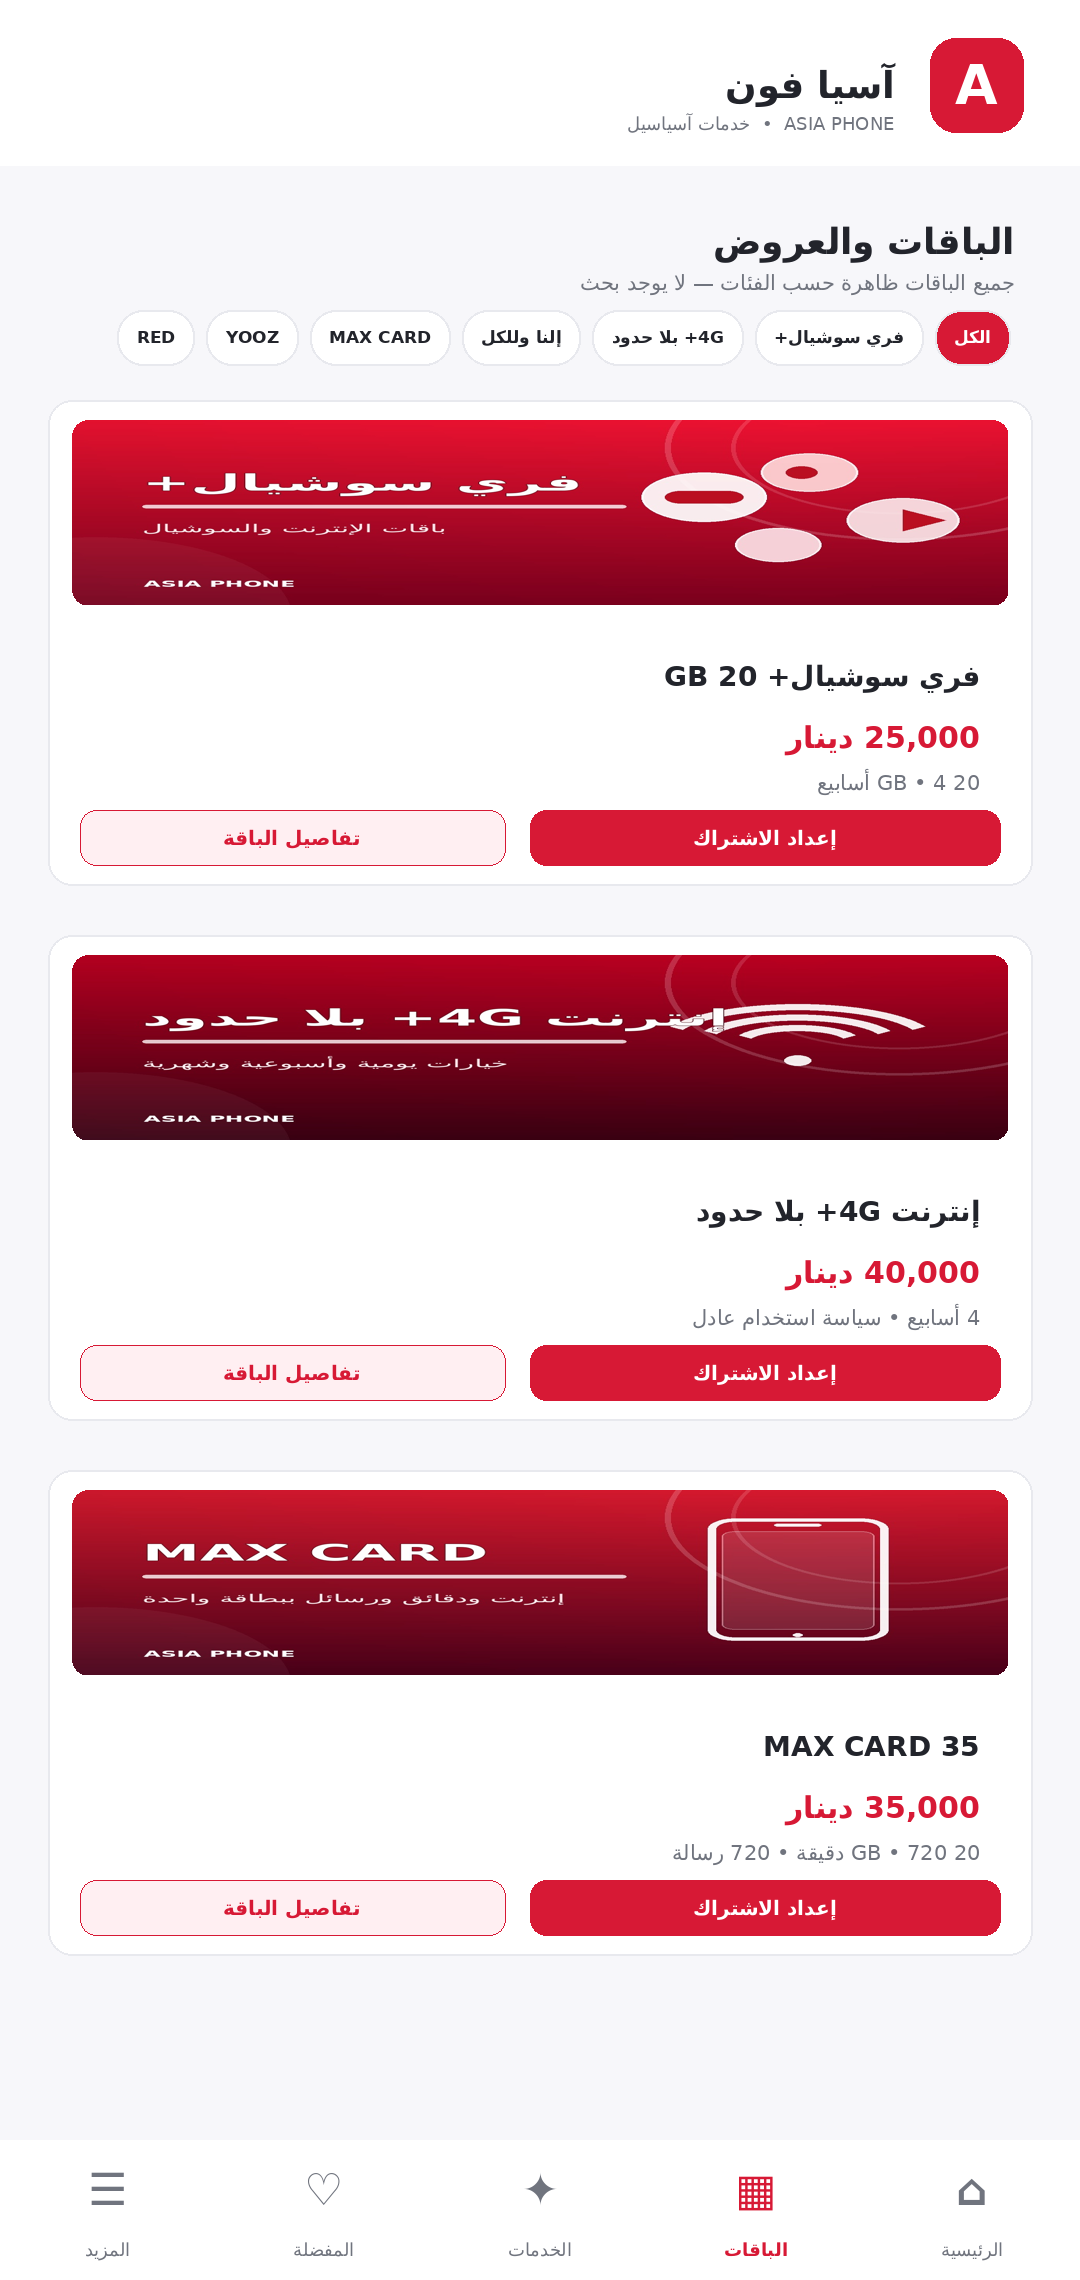 A
آسيا فون
ASIA PHONE • خدمات آسياسيل
الباقات والعروض
جميع الباقات ظاهرة حسب الفئات — لا يوجد بحث
الكل
فري سوشيال+
4G+ بلا حدود
إلنا وللكل
MAX CARD
YOOZ
RED
فري سوشيال+
باقات الإنترنت والسوشيال
ASIA PHONE
فري سوشيال+ 20 GB
25,000 دينار
20 GB • 4 أسابيع
إعداد الاشتراك
تفاصيل الباقة
إنترنت 4G+ بلا حدود
خيارات يومية وأسبوعية وشهرية
ASIA PHONE
إنترنت 4G+ بلا حدود
40,000 دينار
4 أسابيع • سياسة استخدام عادل
إعداد الاشتراك
تفاصيل الباقة
MAX CARD
إنترنت ودقائق ورسائل ببطاقة واحدة
ASIA PHONE
MAX CARD 35
35,000 دينار
20 GB • 720 دقيقة • 720 رسالة
إعداد الاشتراك
تفاصيل الباقة
الرئيسية
الباقات
الخدمات
المفضلة
المزيد